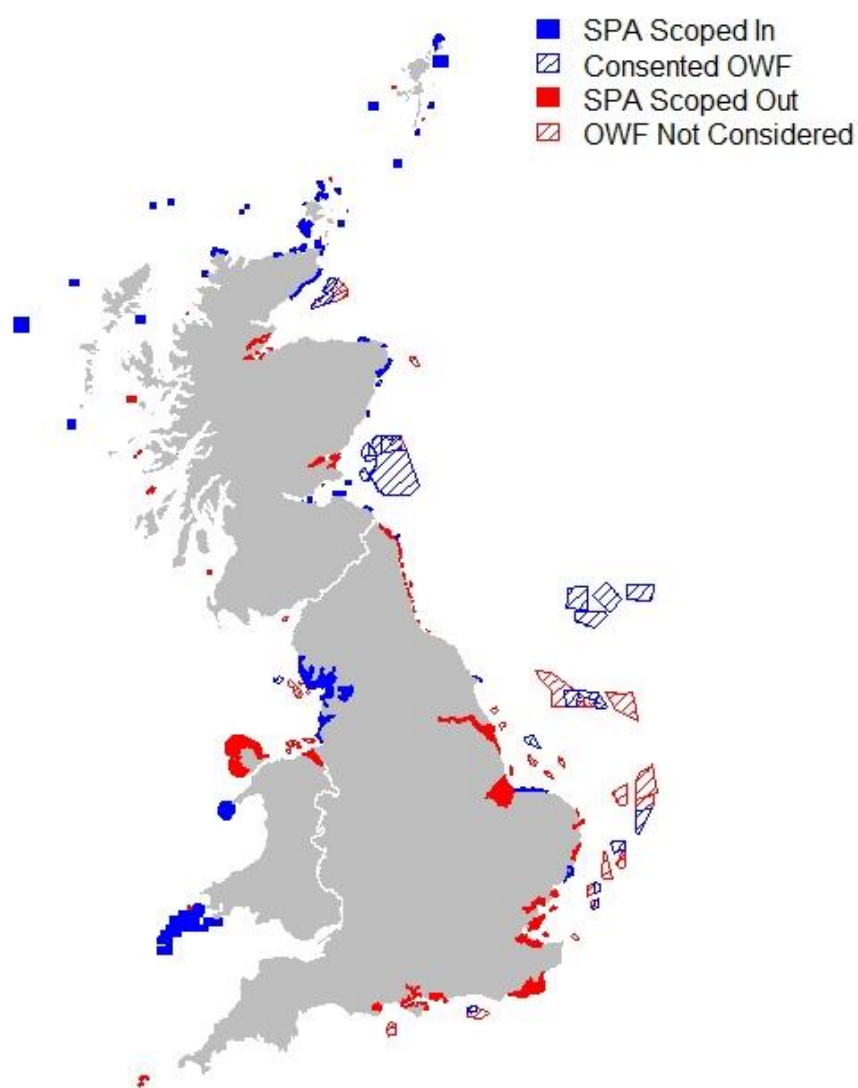 SPA Scoped In
Consented OWF
SPA Scoped Out
OWF Not Considered